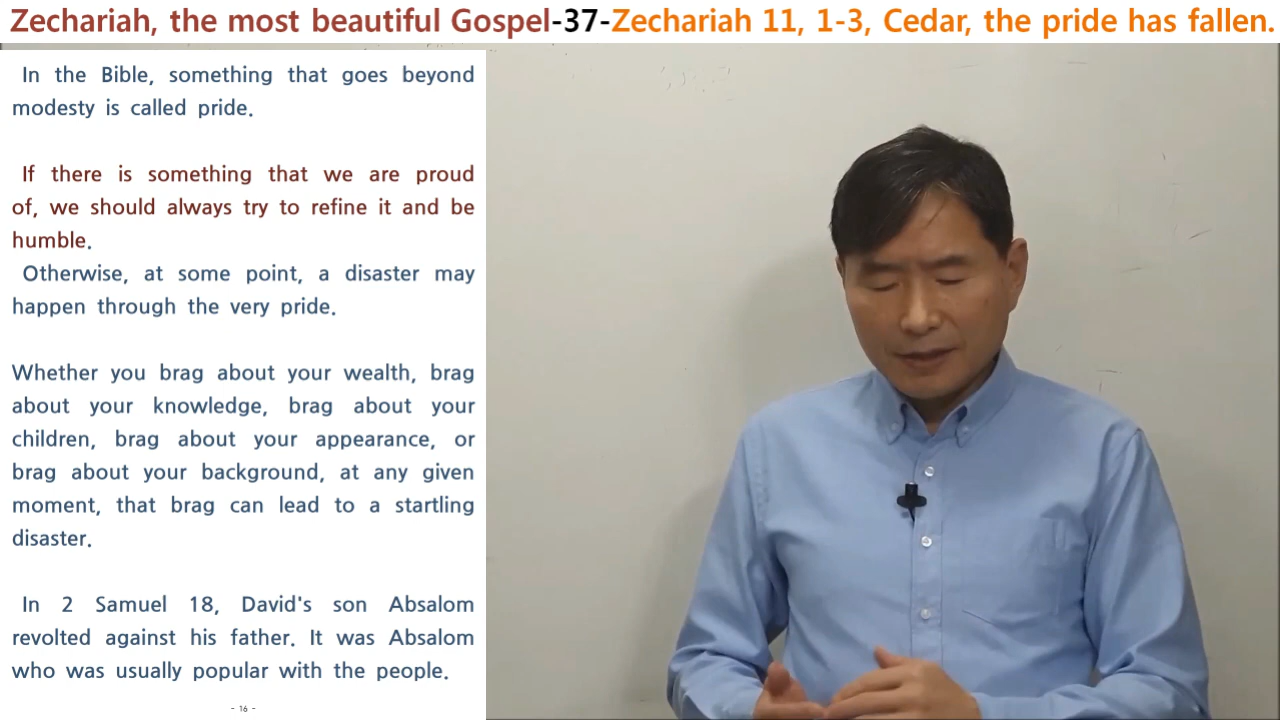 Zechariah, the most beautiful Gospel-37-Zechariah 11, 1-3, Cedar, the pride has fallen.
In the Bible, something that goes beyond
modesty is called pride.
If there is something that we are proud
of, we should always try to refine it and be
humble.
Otherwise, at some point, a disaster may
happen through the very pride.
Whether you brag about your wealth, brag
about your knowledge, brag about your
children, brag about your appearance, or
brag about your background, at any given
moment, that brag can lead to a startling
disaster.
In 2 Samuel 18, David's son Absalom
revolted against his father. It was Absalom
who was usually popular with the people.
- 16 -